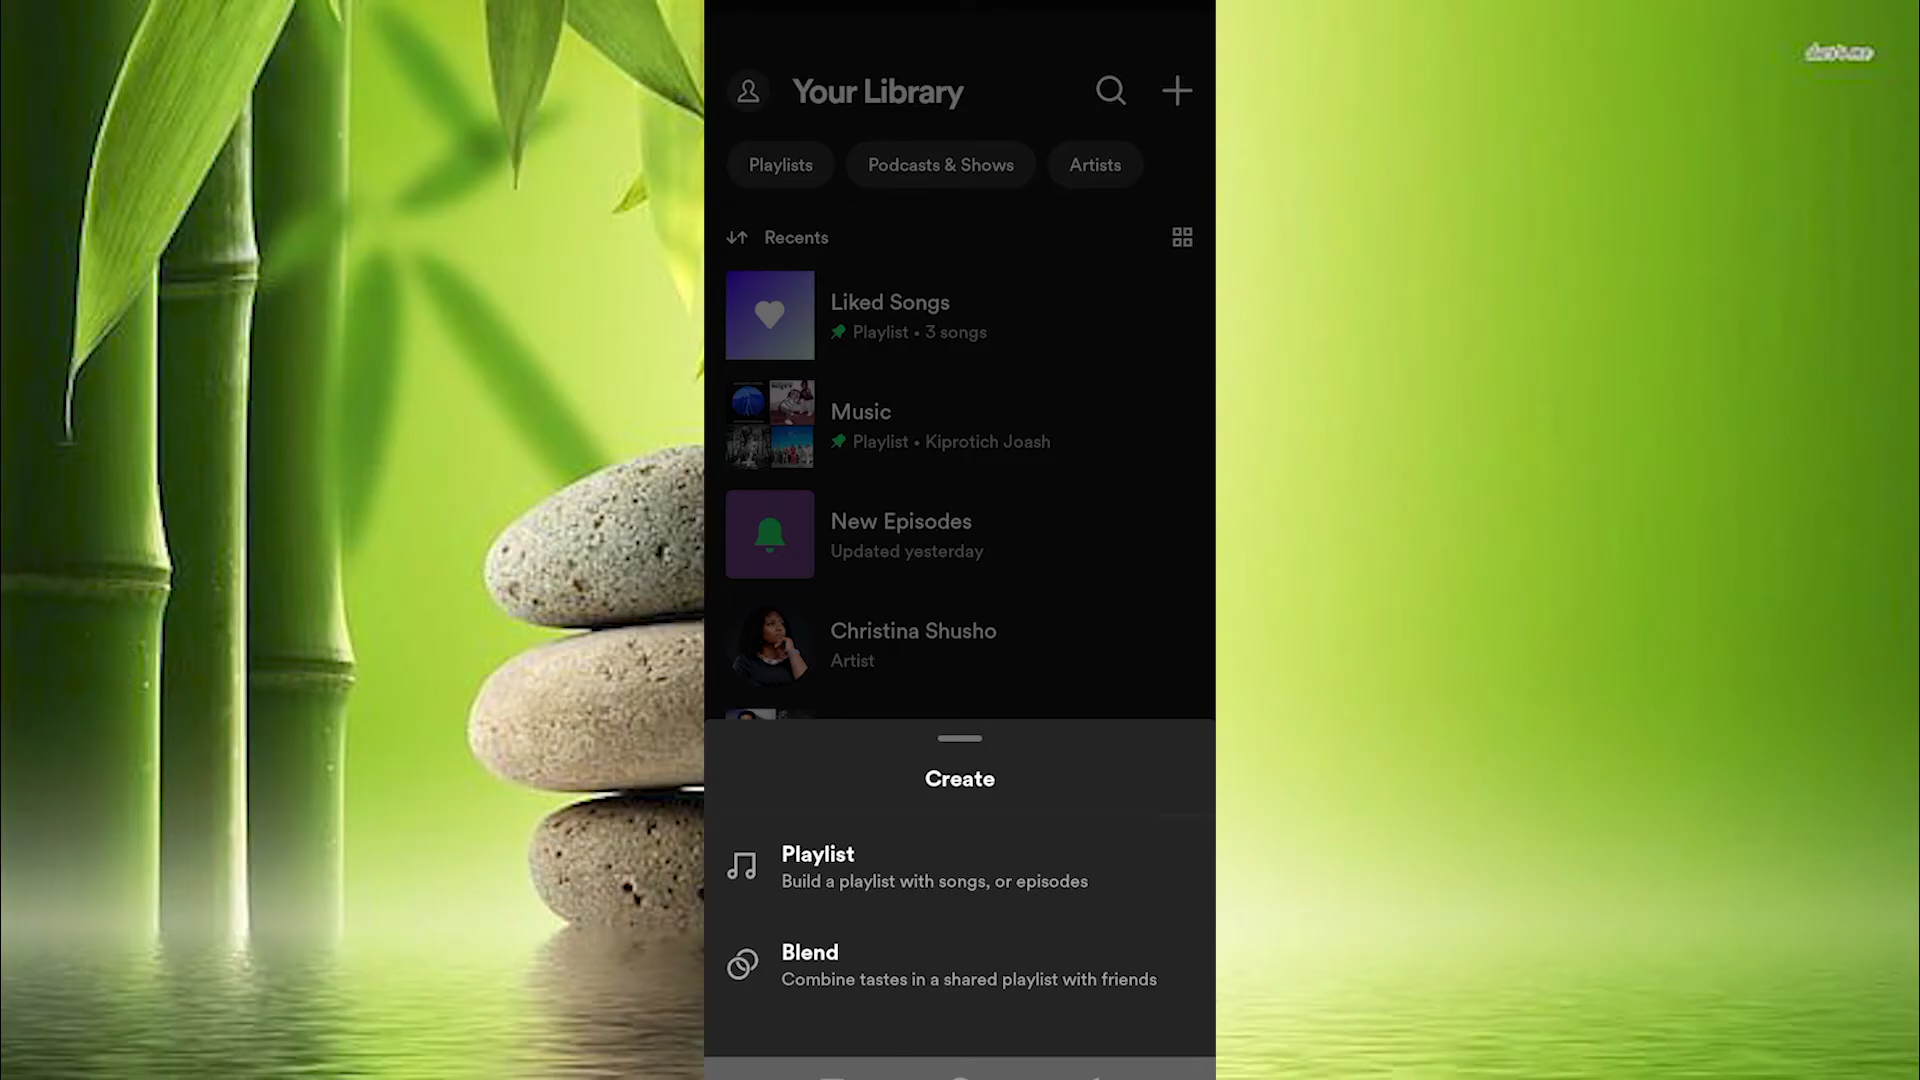 Your Library
Playlists
Podcasts & Shows
Artists
Recents
Liked Songs
Playlist • 3 songs
Music
Playlist • Kiprotich Joash
New Episodes
Updated yesterday
Christina Shusho
Artist
Create
Playlist
Build a playlist with songs, or episodes
Blend
Combine tastes in a shared playlist with friends